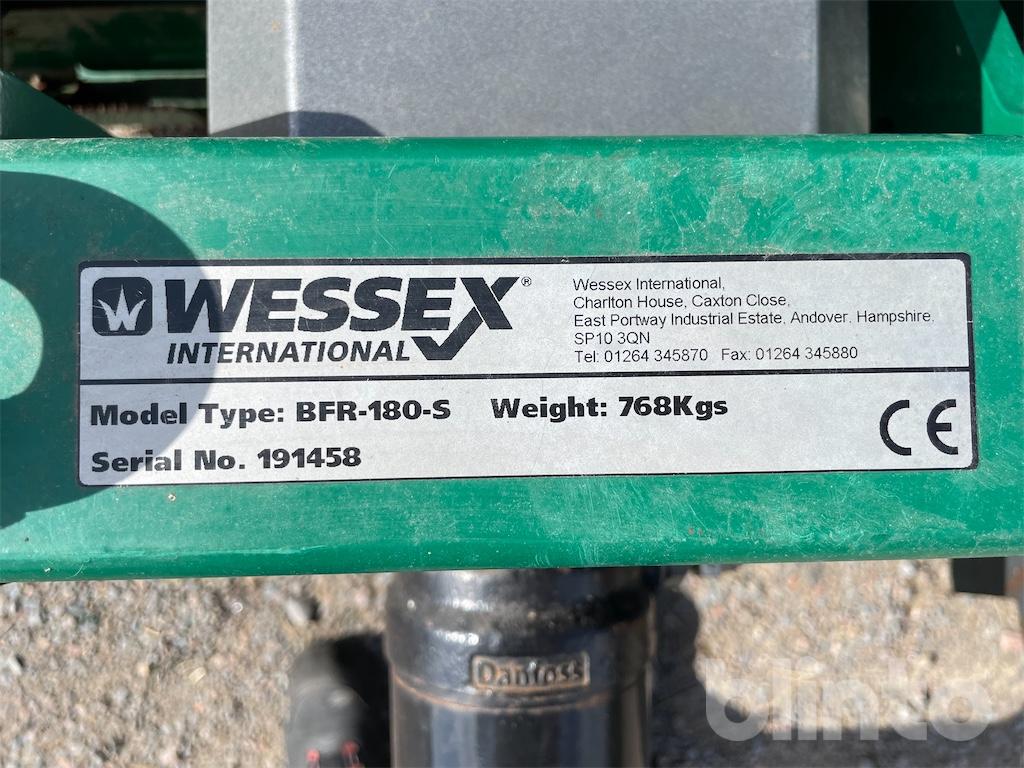 WESSEX®
INTERNATIONAL
Wessex International,
Charlton House, Caxton Close,
East Portway Industrial Estate, Andover, Hampshire.
SP10 3QN
Tel: 01264 345870 Fax: 01264 345880
Model Type: BFR-180-S Weight: 768Kgs
Serial No. 191458
CE
Danfoss
blinto